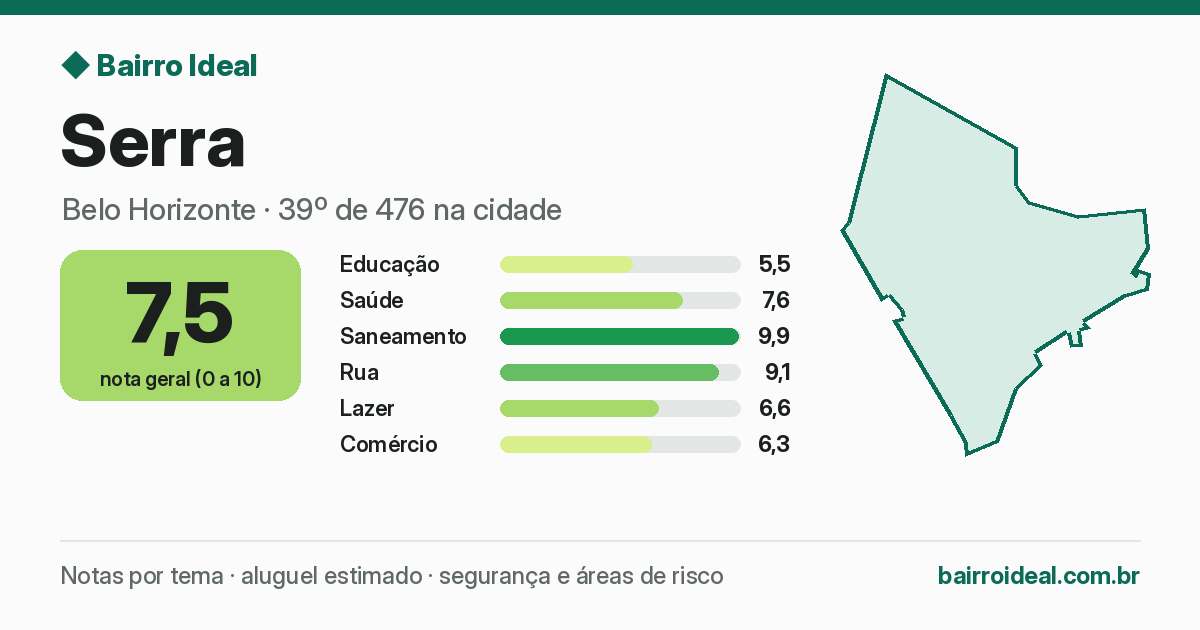 Bairro Ideal
Serra
Belo Horizonte · 39º de 476 na cidade
7,5
nota geral (0 a 10)
Educação 5,5
Saúde 7,6
Saneamento 9,9
Rua 9,1
Lazer 6,6
Comércio 6,3
Notas por tema · aluguel estimado · segurança e áreas de risco
bairroideal.com.br